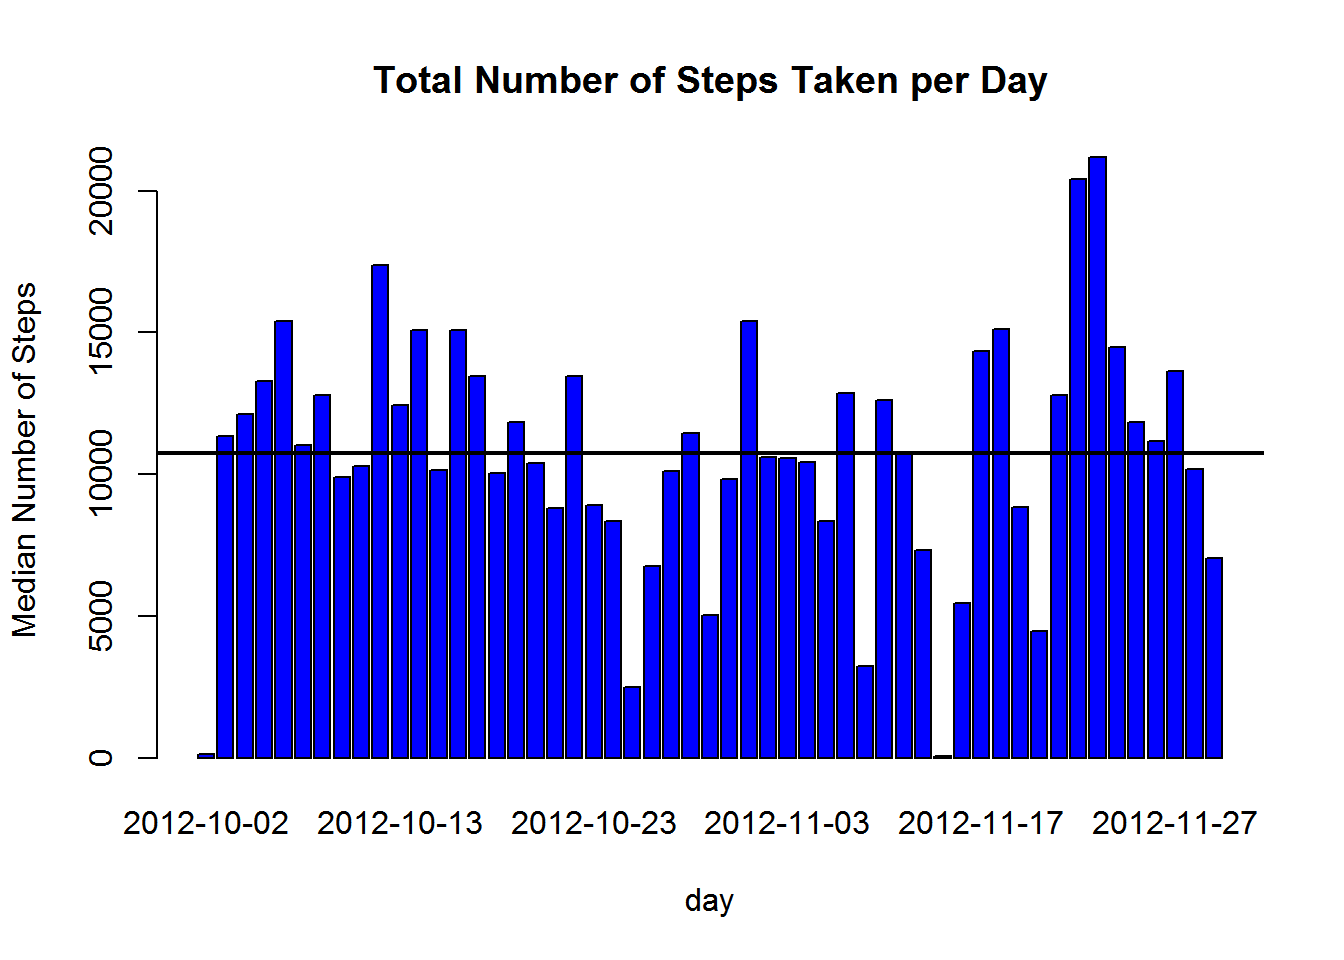 Total Number of Steps Taken per Day
Median Number of Steps
20000
15000
10000
5000
0
2012-10-02 2012-10-13 2012-10-23 2012-11-03 2012-11-17 2012-11-27
day